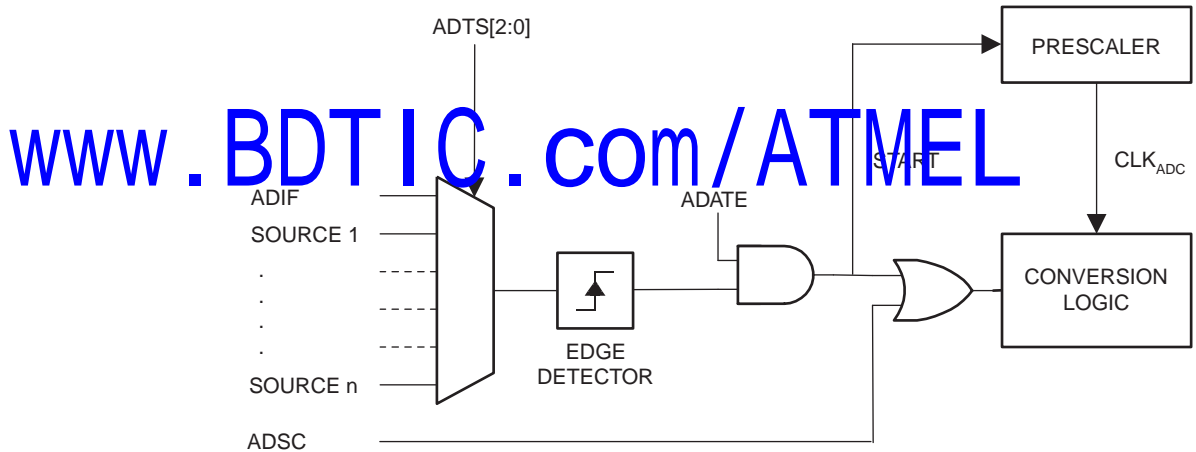 ADTS[2:0]
PRESCALER
www.BDTIC.com/ATMEL
START
CLKADC
ADIF
ADATE
SOURCE 1
.
.
.
.
CONVERSION
LOGIC
EDGE
DETECTOR
SOURCE n
ADSC